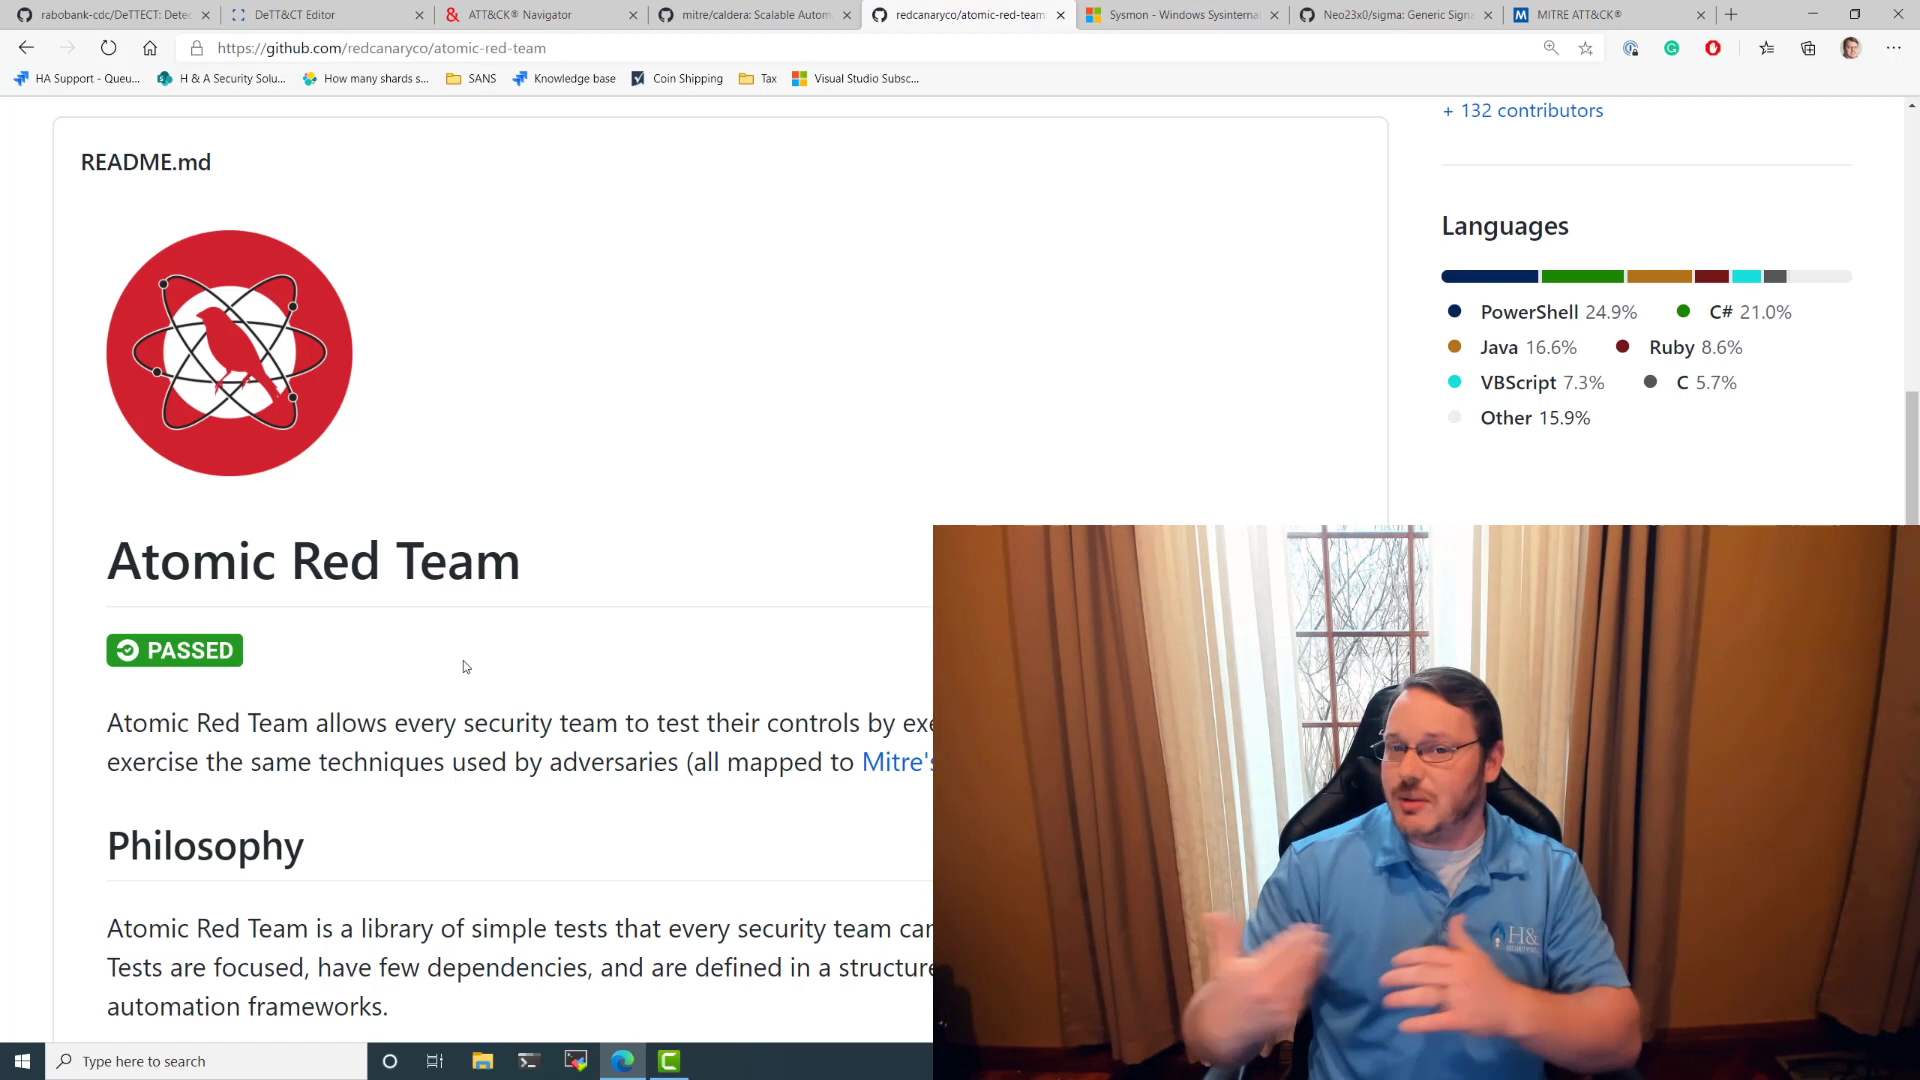 rabobank-cdc/DeTTECT: Detec
DeTT&CT Editor
ATT&CK® Navigator
mitre/caldera: Scalable Autom
redcanaryco/atomic-red-team
Sysmon - Windows Sysinterna
Neo23x0/sigma: Generic Signa
MITRE ATT&CK®
https://github.com/redcanaryco/atomic-red-team
HA Support - Queu...
H & A Security Solu...
How many shards s...
SANS
Knowledge base
Coin Shipping
Tax
Visual Studio Subsc...
+ 132 contributors
README.md
Languages
PowerShell 24.9%
C# 21.0%
Java 16.6%
Ruby 8.6%
VBScript 7.3%
C 5.7%
Other 15.9%
Atomic Red Team
PASSED
Atomic Red Team allows every security team to test their controls by exe
exercise the same techniques used by adversaries (all mapped to Mitre's
Philosophy
Atomic Red Team is a library of simple tests that every security team can
Tests are focused, have few dependencies, and are defined in a structure
automation frameworks.
H&
Type here to search